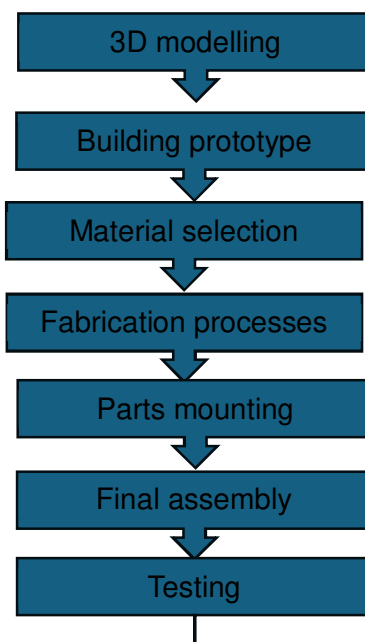 3D modelling
Building prototype
Material selection
Fabrication processes
Parts mounting
Final assembly
Testing